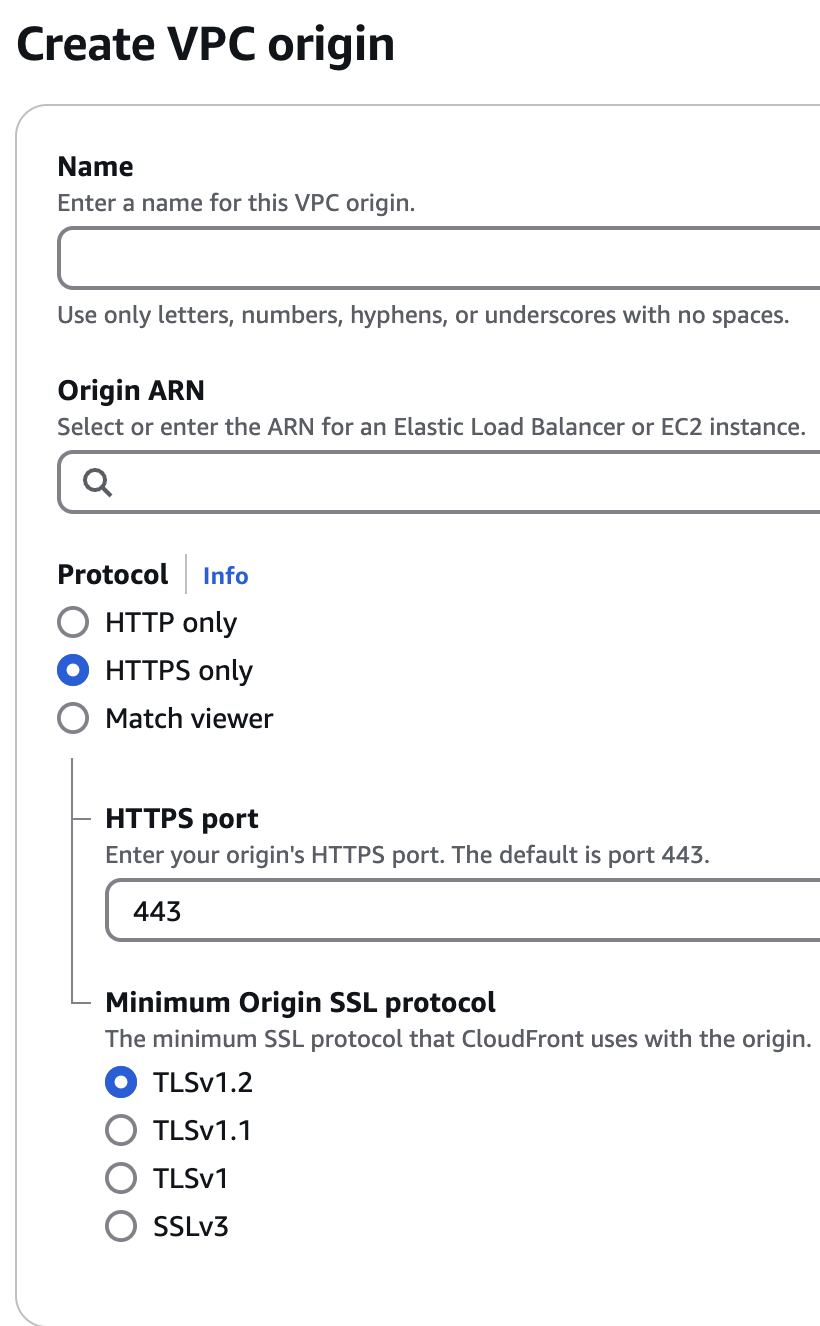 Create VPC origin
Name
Enter a name for this VPC origin.
Use only letters, numbers, hyphens, or underscores with no spaces.
Origin ARN
Select or enter the ARN for an Elastic Load Balancer or EC2 instance.
Protocol Info
HTTP only
HTTPS only
Match viewer
HTTPS port
Enter your origin's HTTPS port. The default is port 443.
443
Minimum Origin SSL protocol
The minimum SSL protocol that CloudFront uses with the origin.
TLSv1.2
TLSv1.1
TLSv1
SSLv3